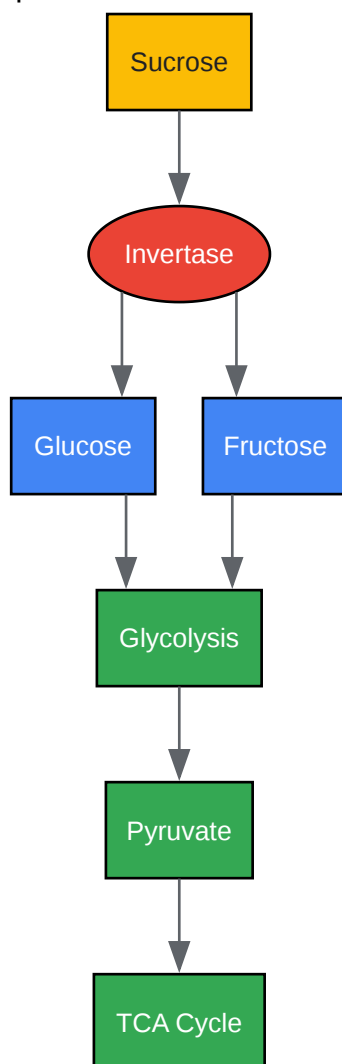 Sucrose
Invertase
Glucose
Fructose
Glycolysis
Pyruvate
TCA Cycle